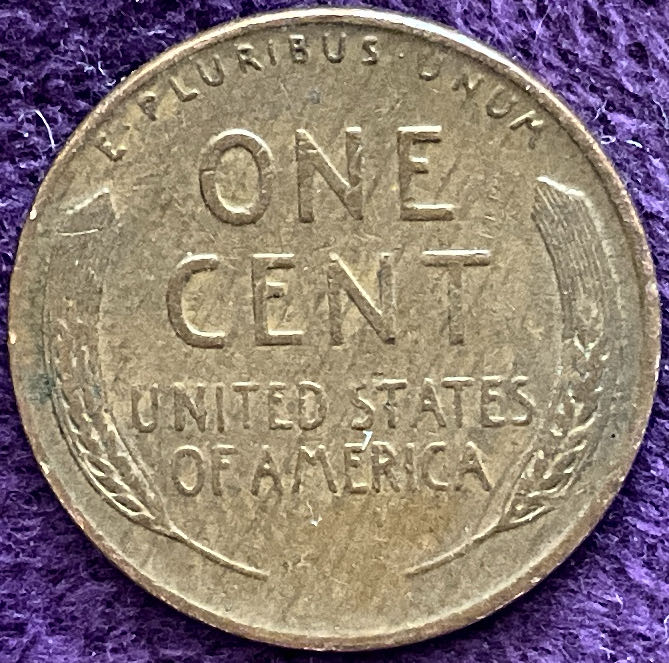 E·PLURIBUS·UNUM
ONE
CENT
UNITED STATES
OF AMERICA